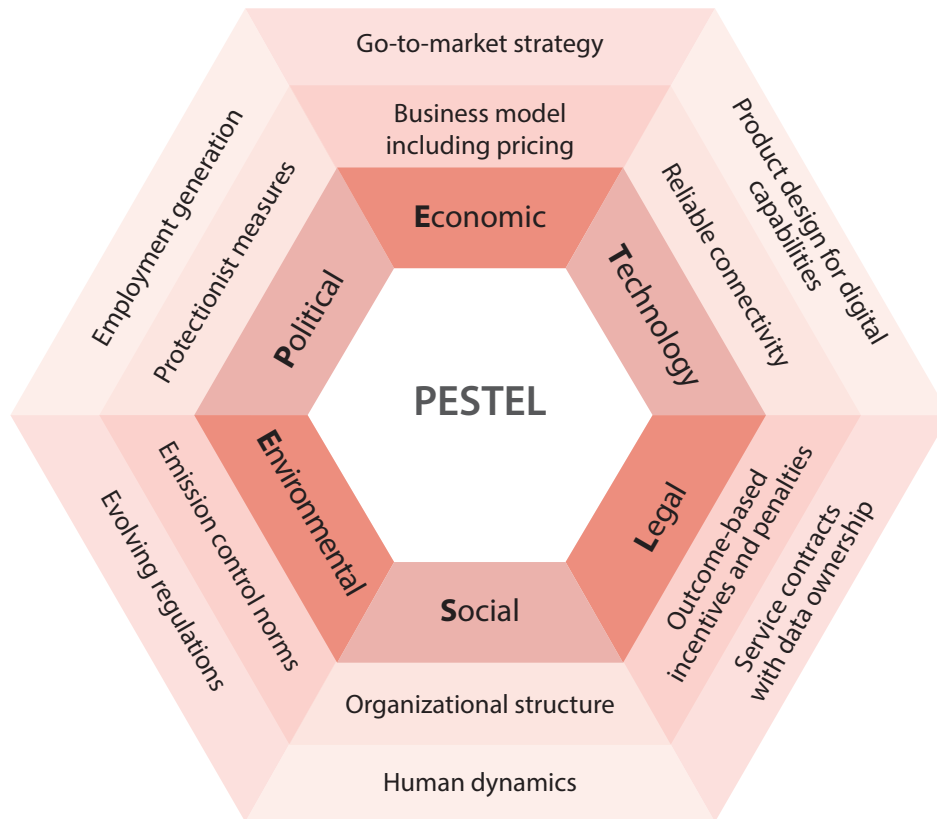 Go-to-market strategy
Business model
including pricing
Economic
Employment generation
Protectionist measures
Political
Technology
Reliable connectivity
Product design for digital
capabilities
PESTEL
Environmental
Emission control norms
Evolving regulations
Legal
Outcome-based
incentives and penalties
Service contracts
with data ownership
Social
Organizational structure
Human dynamics